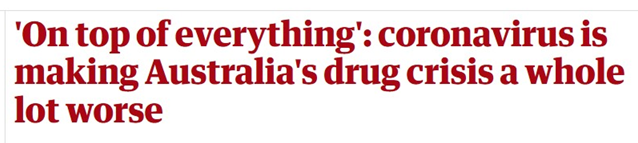 'On top of everything': coronavirus is
making Australia's drug crisis a whole
lot worse